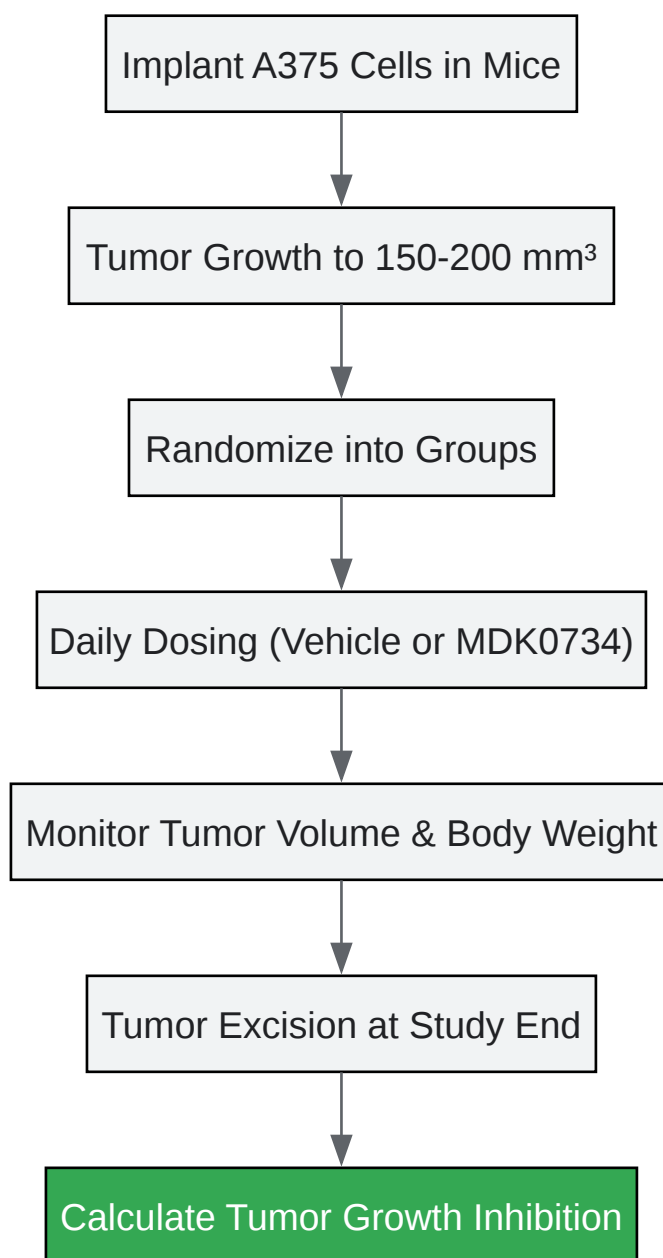 Implant A375 Cells in Mice
Tumor Growth to 150-200 mm³
Randomize into Groups
Daily Dosing (Vehicle or MDK0734)
Monitor Tumor Volume & Body Weight
Tumor Excision at Study End
Calculate Tumor Growth Inhibition